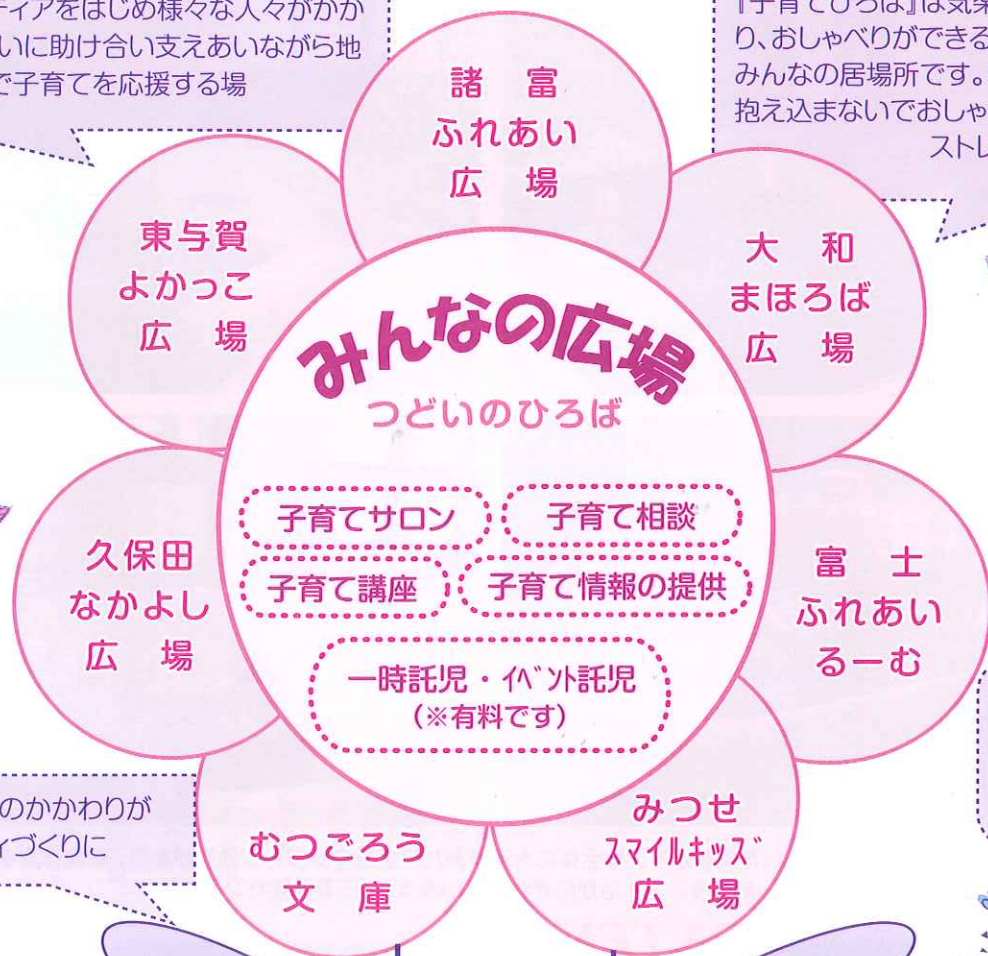 ティアをはじめ様々な人々がかか
いに助け合い支えあいながら地
で子育てを応援する場
り、おしゃべりができる
みんなの居場所です。
抱え込まないでおしゃ
ストレ
諸　富
ふれあい
広　場
東与賀
よかっこ
広　場
大　和
まほろば
広　場
みんなの広場
つどいのひろば
子育てサロン
子育て相談
子育て講座
子育て情報の提供
一時託児・ｲﾍﾞﾝﾄ託児
(※有料です)
久保田
なかよし
広　場
富　士
ふれあい
るーむ
のかかわりが
ィづくりに
むつごろう
文　庫
みつせ
ｽﾏｲﾙｷｯｽﾞ
広　場